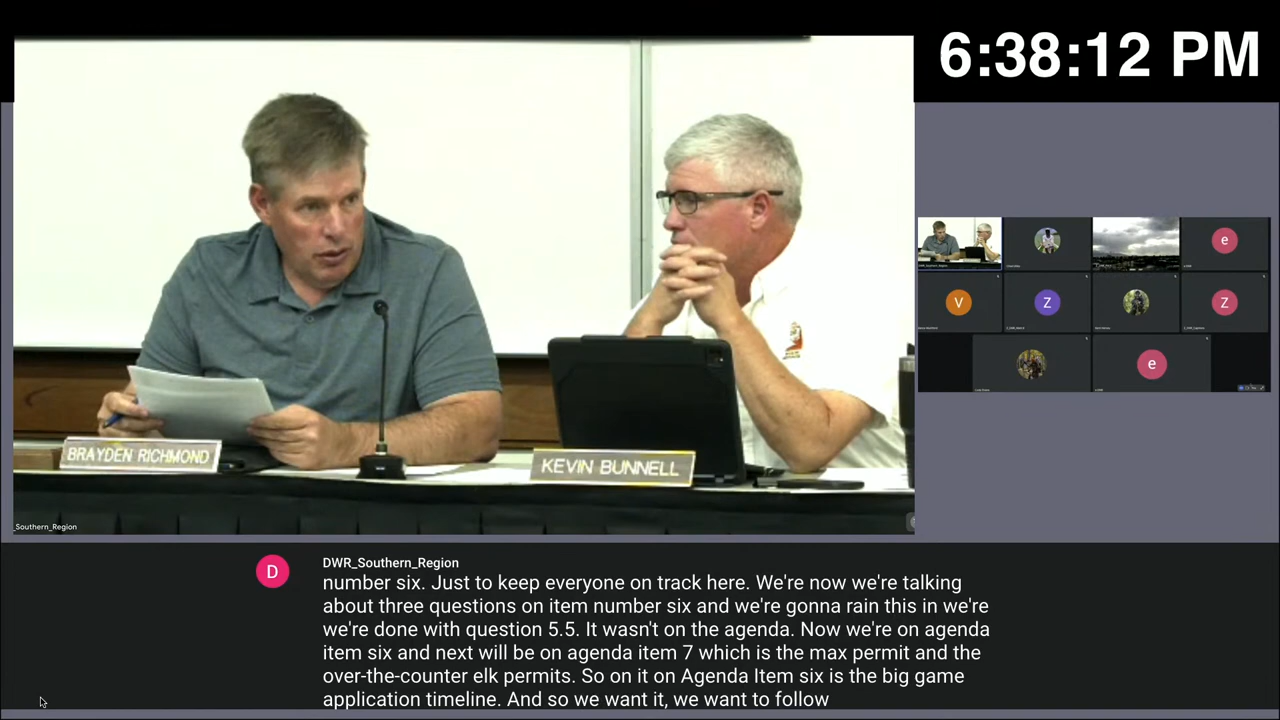 6:38:12 PM
BRAYDEN RICHMOND
KEVIN BUNNELL
_Southern_Region
e
V
Z
Z
e
D
DWR_Southern_Region
number six. Just to keep everyone on track here. We're now we're talking
about three questions on item number six and we're gonna rain this in we're
we're done with question 5.5. It wasn't on the agenda. Now we're on agenda
item six and next will be on agenda item 7 which is the max permit and the
over-the-counter elk permits. So on it on Agenda Item six is the big game
application timeline. And so we want it, we want to follow